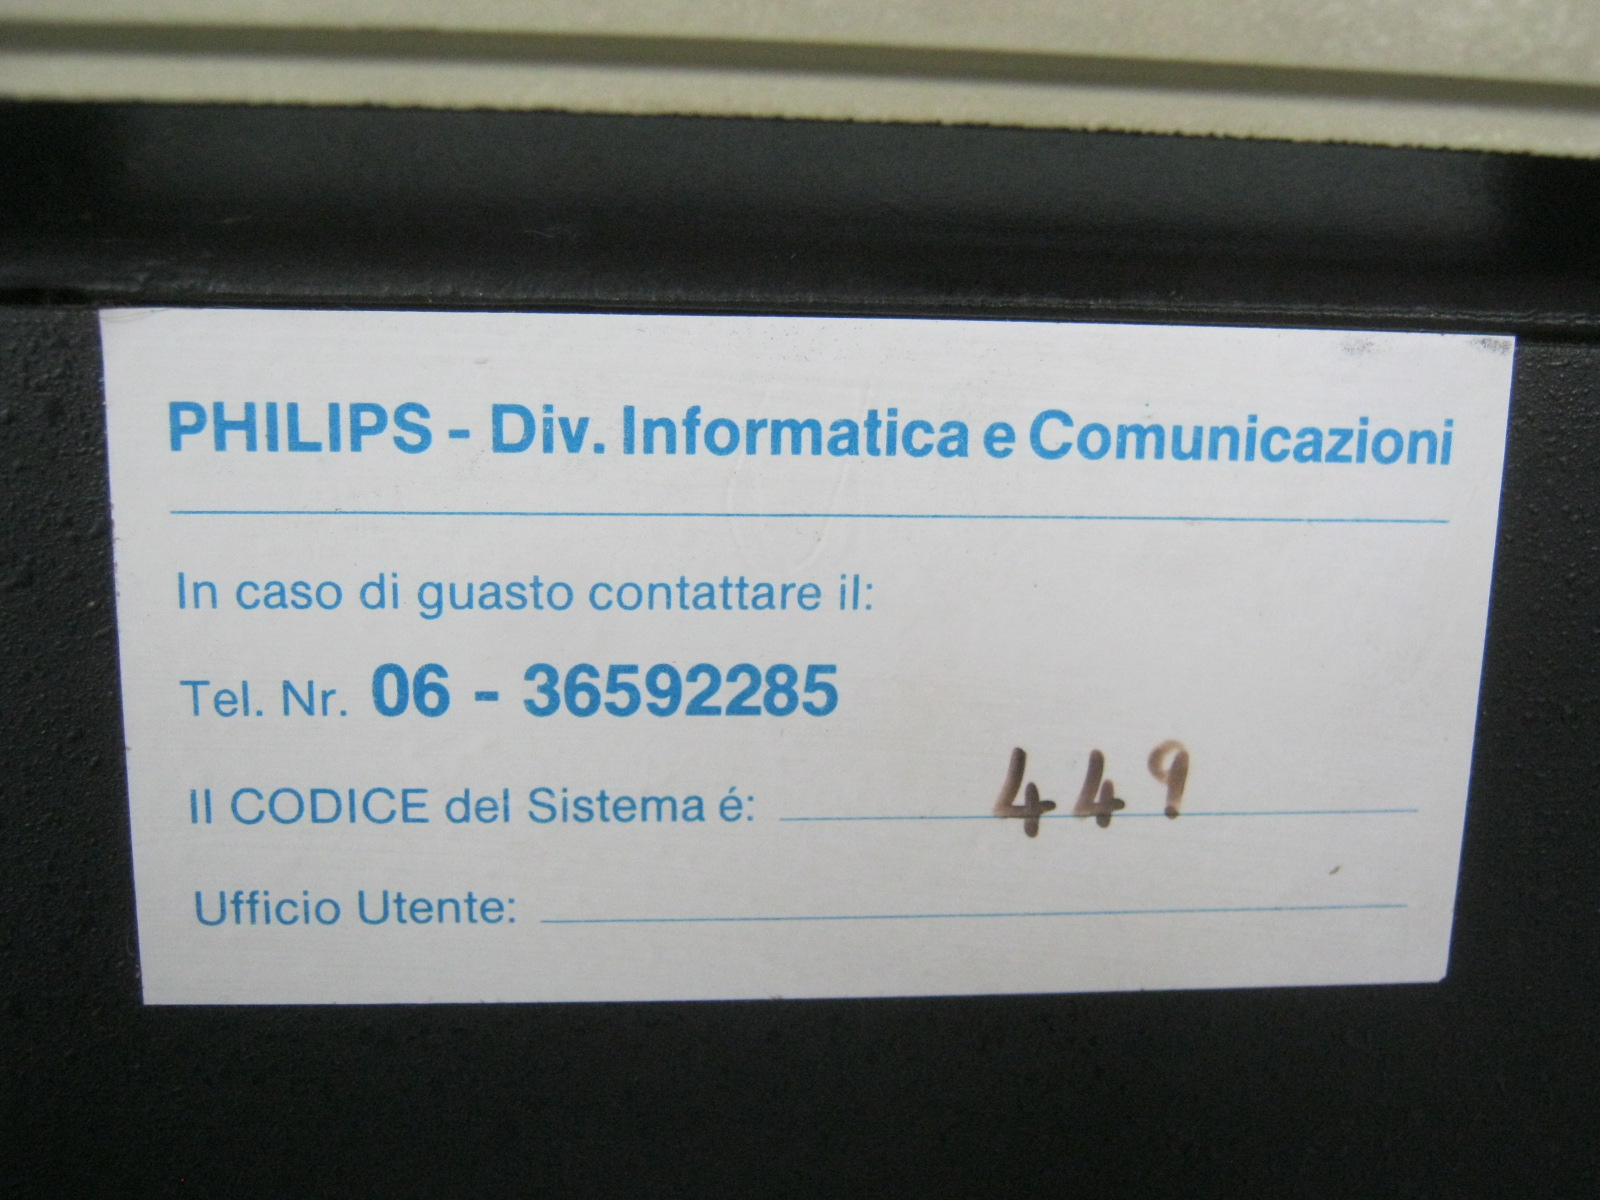 PHILIPS - Div. Informatica e Comunicazioni
In caso di guasto contattare il:
Tel. Nr. 06 - 36592285
Il CODICE del Sistema é: 449
Ufficio Utente: